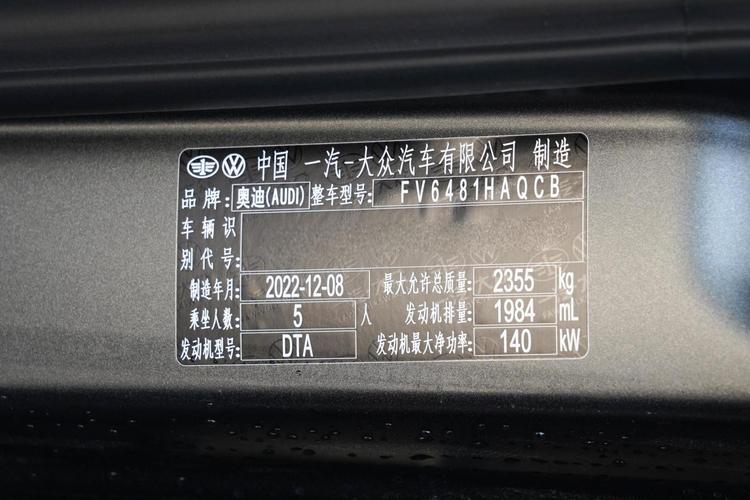 中国 一汽-大众汽车有限公司 制造
品牌: 奥迪(AUDI) 整车型号: FV6481HAQCB
车辆识
别代号:
制造年月: 2022-12-08 最大允许总质量: 2355 kg
乘坐人数: 5 人 发动机排量: 1984 mL
发动机型号: DTA 发动机最大净功率: 140 kW